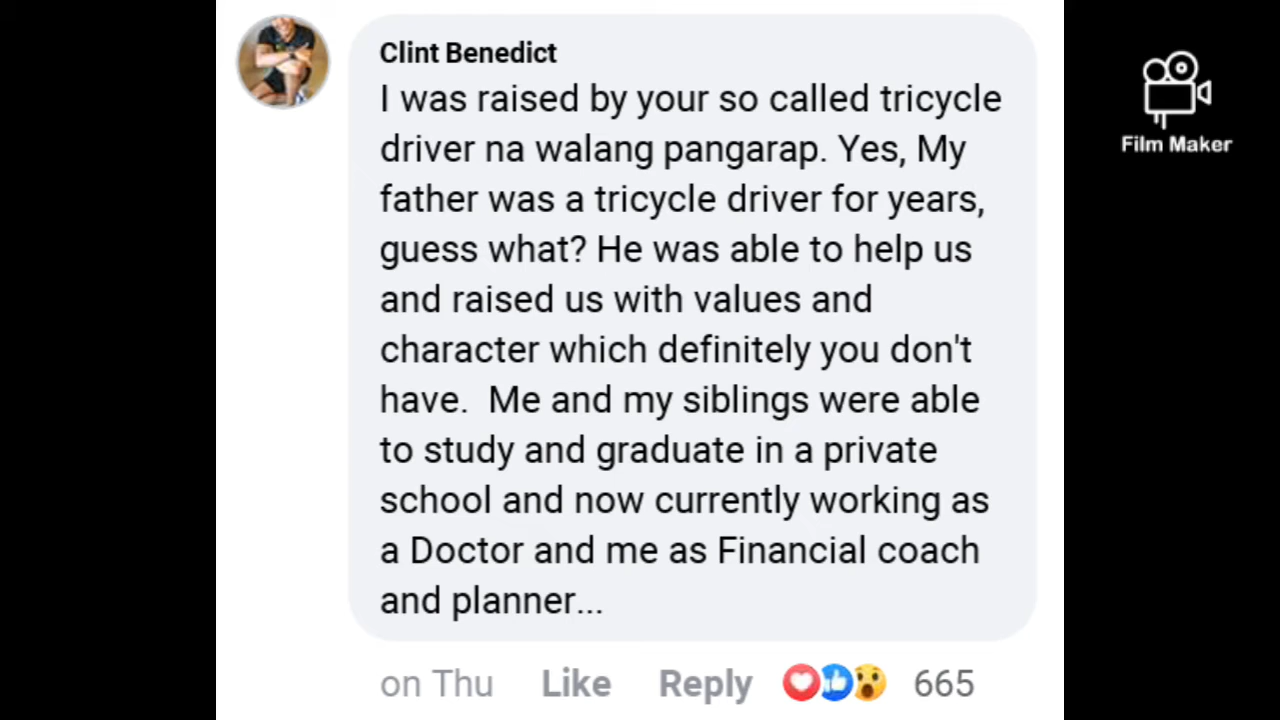 Clint Benedict
I was raised by your so called tricycle
driver na walang pangarap. Yes, My
father was a tricycle driver for years,
guess what? He was able to help us
and raised us with values and
character which definitely you don't
have.  Me and my siblings were able
to study and graduate in a private
school and now currently working as
a Doctor and me as Financial coach
and planner...
on Thu Like Reply 665
Film Maker